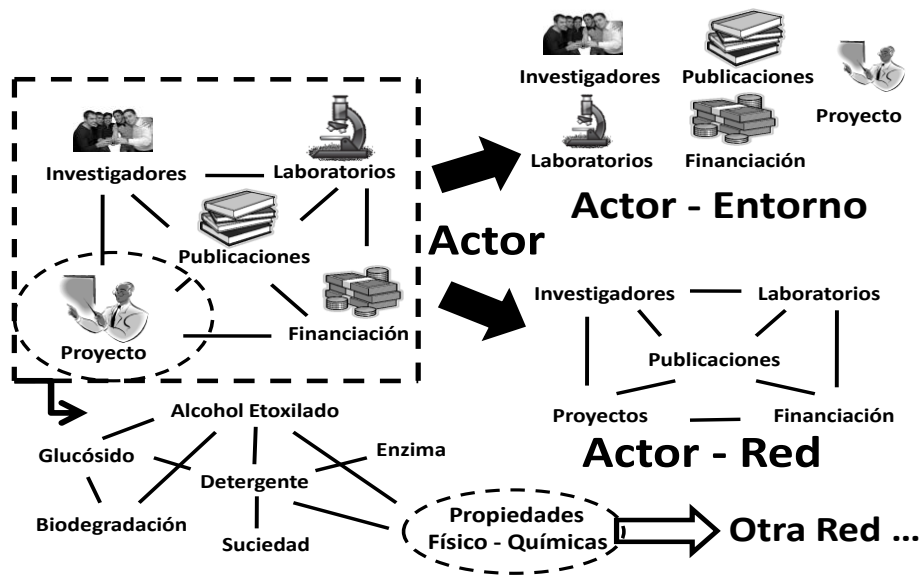 Investigadores
Laboratorios
Publicaciones
Proyecto
Financiación
Actor
Investigadores
Publicaciones
Proyecto
Laboratorios
Financiación
Actor - Entorno
Investigadores
Laboratorios
Publicaciones
Proyectos
Financiación
Actor - Red
Alcohol Etoxilado
Glucósido
Enzima
Detergente
Biodegradación
Suciedad
Propiedades
Físico - Químicas
Otra Red ...